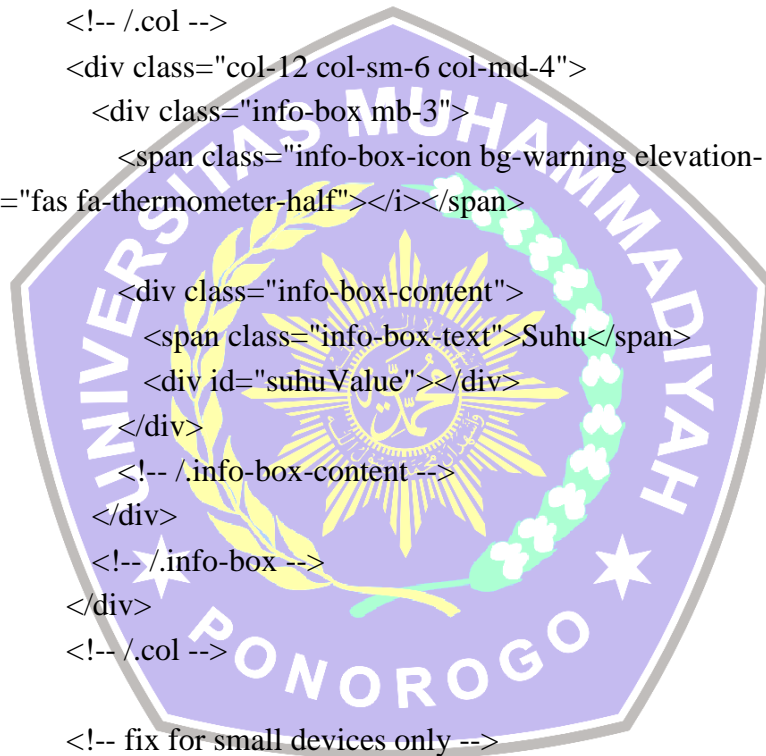 <!-- /.col -->
<div class="col-12 col-sm-6 col-md-4">
<div class="info-box mb-3">
<span class="info-box-icon bg-warning elevation-
="fas fa-thermometer-half"></i></span>
<div class="info-box-content">
<span class="info-box-text">Suhu</span>
<div id="suhuValue"></div>
</div>
<!-- /.info-box-content -->
</div>
<!-- /.info-box -->
</div>
<!-- /.col -->
<!-- fix for small devices only -->
UNIVERSITAS MUHAMMADIYAH
PONOROGO